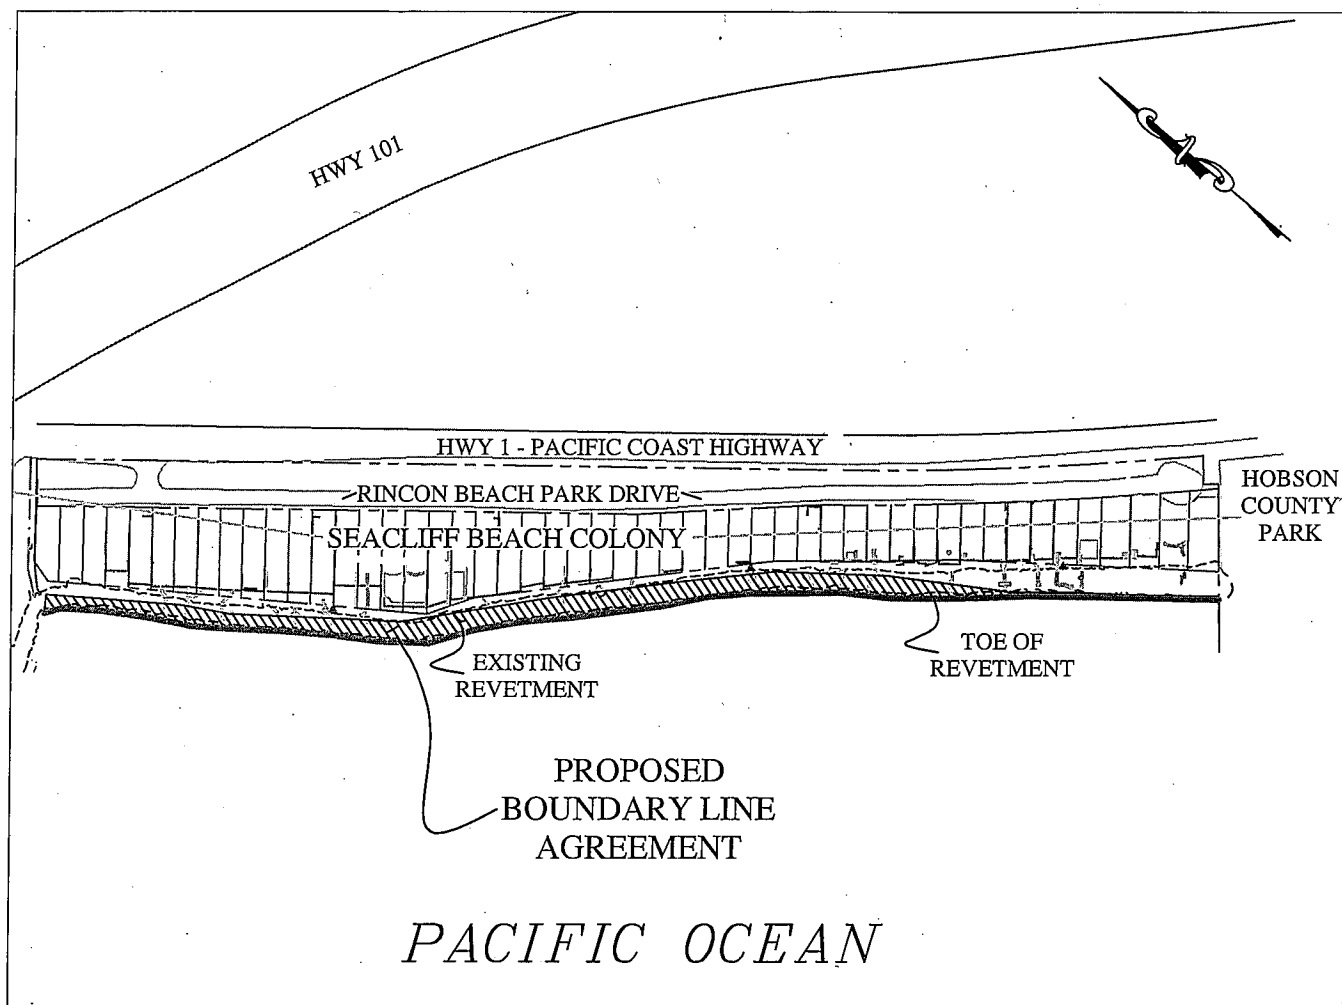 HWY 101
HWY 1 - PACIFIC COAST HIGHWAY
RINCON BEACH PARK DRIVE
SEACLIFF BEACH COLONY
HOBSON
COUNTY
PARK
EXISTING
REVETMENT
TOE OF
REVETMENT
PROPOSED
BOUNDARY LINE
AGREEMENT
PACIFIC OCEAN